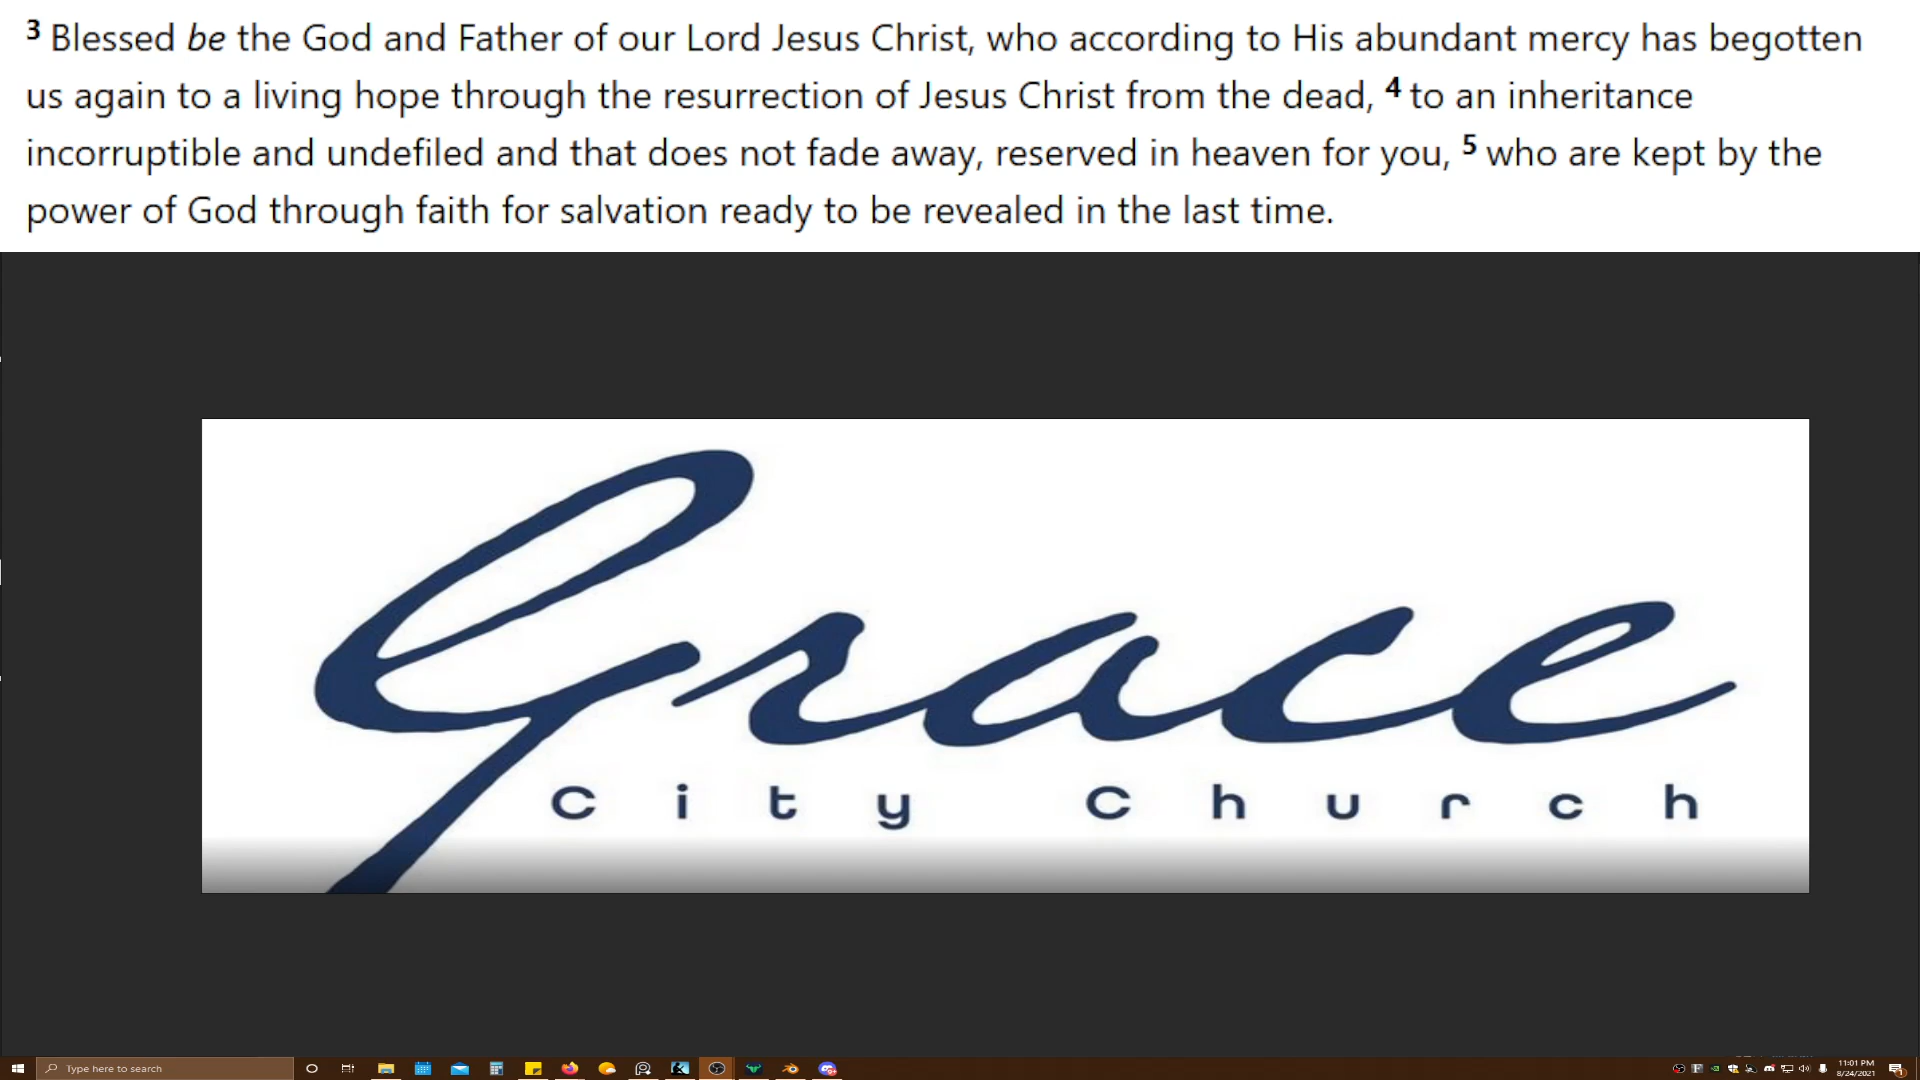 3 Blessed be the God and Father of our Lord Jesus Christ, who according to His abundant mercy has begotten
us again to a living hope through the resurrection of Jesus Christ from the dead, 4 to an inheritance
incorruptible and undefiled and that does not fade away, reserved in heaven for you, 5 who are kept by the
power of God through faith for salvation ready to be revealed in the last time.
Grace
City Church
Type here to search
11:01 PM
8/24/2021